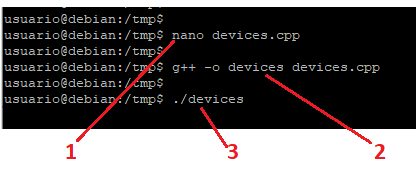 usuario@debian:/tmp$
usuario@debian:/tmp$ nano devices.cpp
usuario@debian:/tmp$
usuario@debian:/tmp$ g++ -o devices devices.cpp
usuario@debian:/tmp$
usuario@debian:/tmp$ ./devices
1 3 2